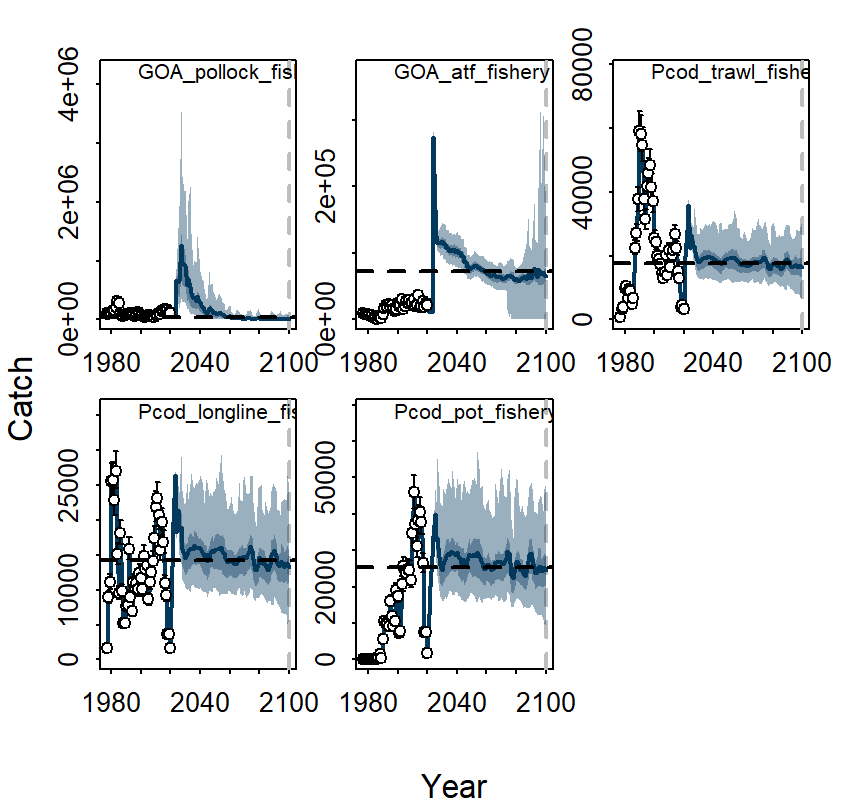 GOA_pollock_fisl
GOA_atf_fishery
Pcod_trawl_fishe
0e+00 2e+06 4e+06
0e+00 2e+05
0 40000 80000
1980 2040 2100
1980 2040 2100
1980 2040 2100
Catch
Pcod_longline_fis
Pcod_pot_fishery
0 10000 25000
0 20000 50000
1980 2040 2100
1980 2040 2100
Year